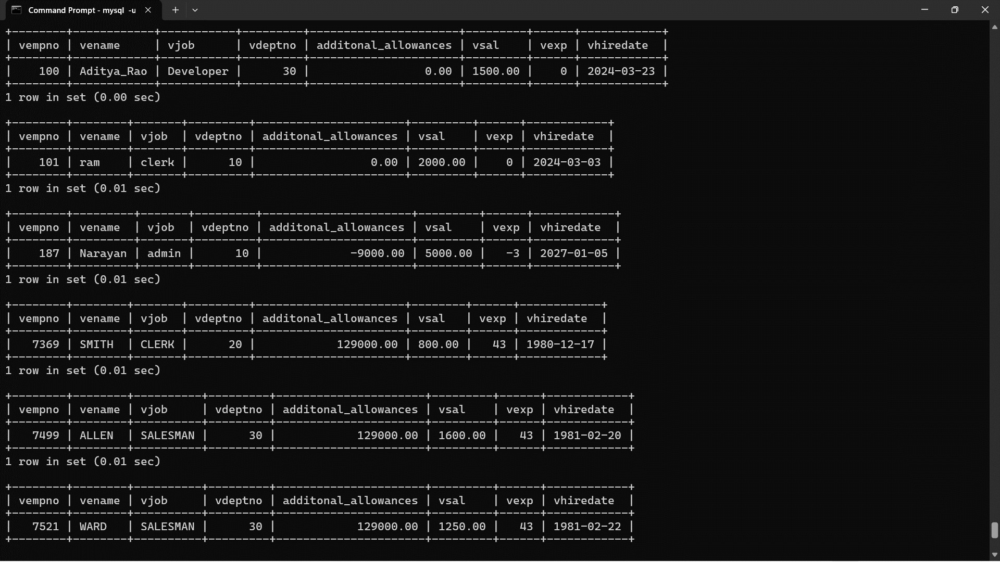 Command Prompt - mysql -u
+--------+------------+-----------+---------+----------------------+---------+------+------------+
| vempno | vename     | vjob      | vdeptno | additonal_allowances | vsal    | vexp | vhiredate  |
+--------+------------+-----------+---------+----------------------+---------+------+------------+
|    100 | Aditya_Rao | Developer |      30 |                 0.00 | 1500.00 |    0 | 2024-03-23 |
+--------+------------+-----------+---------+----------------------+---------+------+------------+
1 row in set (0.00 sec)
+--------+--------+-------+---------+----------------------+---------+------+------------+
| vempno | vename | vjob  | vdeptno | additonal_allowances | vsal    | vexp | vhiredate  |
+--------+--------+-------+---------+----------------------+---------+------+------------+
|    101 | ram    | clerk |      10 |                 0.00 | 2000.00 |    0 | 2024-03-03 |
+--------+--------+-------+---------+----------------------+---------+------+------------+
1 row in set (0.01 sec)
+--------+---------+-------+---------+----------------------+---------+------+------------+
| vempno | vename  | vjob  | vdeptno | additonal_allowances | vsal    | vexp | vhiredate  |
+--------+---------+-------+---------+----------------------+---------+------+------------+
|    187 | Narayan | admin |      10 |             -9000.00 | 5000.00 |   -3 | 2027-01-05 |
+--------+---------+-------+---------+----------------------+---------+------+------------+
1 row in set (0.01 sec)
+--------+--------+-------+---------+----------------------+--------+------+------------+
| vempno | vename | vjob  | vdeptno | additonal_allowances | vsal   | vexp | vhiredate  |
+--------+--------+-------+---------+----------------------+--------+------+------------+
|   7369 | SMITH  | CLERK |      20 |            129000.00 | 800.00 |   43 | 1980-12-17 |
+--------+--------+-------+---------+----------------------+--------+------+------------+
1 row in set (0.01 sec)
+--------+--------+----------+---------+----------------------+---------+------+------------+
| vempno | vename | vjob     | vdeptno | additonal_allowances | vsal    | vexp | vhiredate  |
+--------+--------+----------+---------+----------------------+---------+------+------------+
|   7499 | ALLEN  | SALESMAN |      30 |            129000.00 | 1600.00 |   43 | 1981-02-20 |
+--------+--------+----------+---------+----------------------+---------+------+------------+
1 row in set (0.01 sec)
+--------+--------+----------+---------+----------------------+---------+------+------------+
| vempno | vename | vjob     | vdeptno | additonal_allowances | vsal    | vexp | vhiredate  |
+--------+--------+----------+---------+----------------------+---------+------+------------+
|   7521 | WARD   | SALESMAN |      30 |            129000.00 | 1250.00 |   43 | 1981-02-22 |
+--------+--------+----------+---------+----------------------+---------+------+------------+